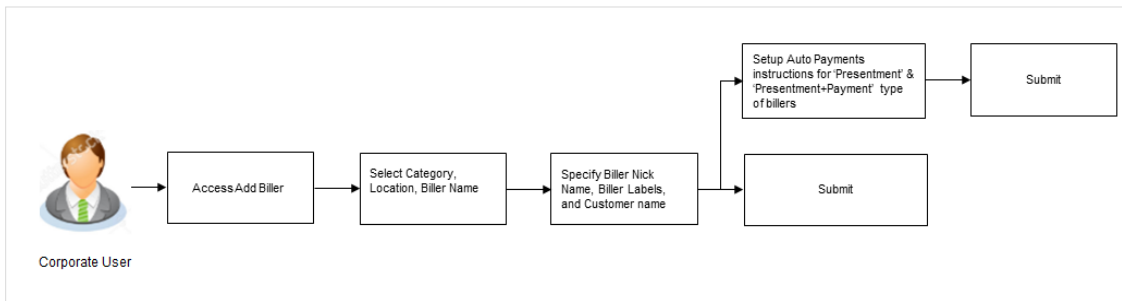 Setup Auto Payments
instructions for 'Presentment' &
'Presentment+Payment' type
of billers
Submit
Access Add Biller
Select Category,
Location, Biller Name
Specify Biller Nick
Name, Biller Labels,
and Customer name
Submit
Corporate User